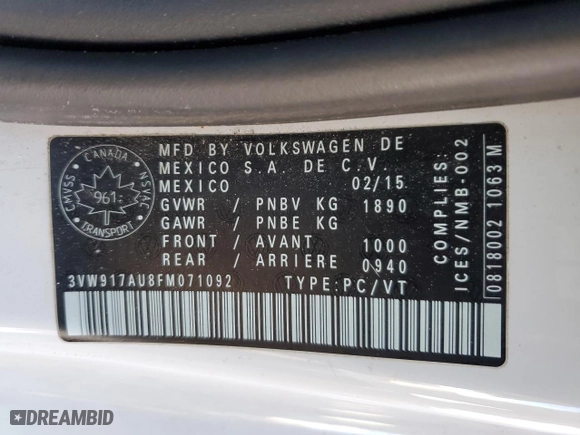 CANADA
CMVSS
NSVAC
961
TRANSPORT
MFD BY VOLKSWAGEN DE
MEXICO S.A. DE C.V.
MEXICO 02/15
GVWR / PNBV KG 1890
GAWR / PNBE KG
FRONT / AVANT 1000
REAR / ARRIERE 0940
3VW917AU8FM071092 TYPE:PC/VT
COMPLIES:
ICES/NMB-002
0818002 1063 M
DREAMBID